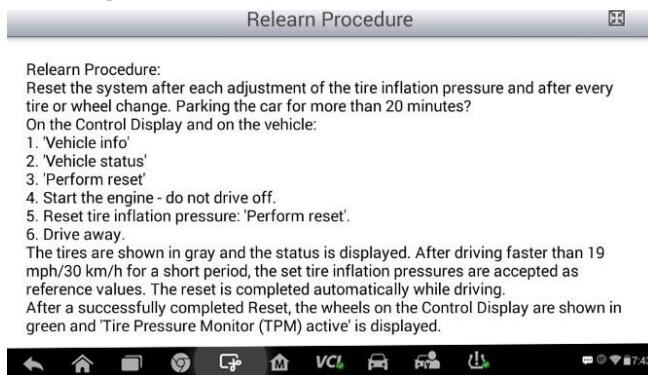 Relearn Procedure
Relearn Procedure:
Reset the system after each adjustment of the tire inflation pressure and after every
tire or wheel change. Parking the car for more than 20 minutes?
On the Control Display and on the vehicle:
1. 'Vehicle info'
2. 'Vehicle status'
3. 'Perform reset'
4. Start the engine - do not drive off.
5. Reset tire inflation pressure: 'Perform reset'.
6. Drive away.
The tires are shown in gray and the status is displayed. After driving faster than 19
mph/30 km/h for a short period, the set tire inflation pressures are accepted as
reference values. The reset is completed automatically while driving.
After a successfully completed Reset, the wheels on the Control Display are shown in
green and 'Tire Pressure Monitor (TPM) active' is displayed.
M VCI